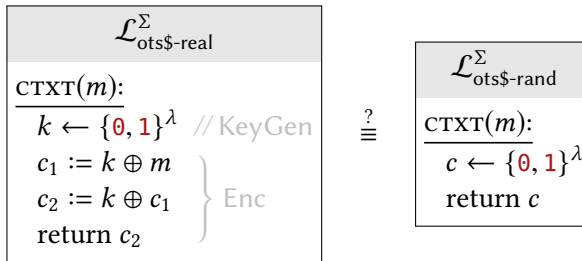 ℒ^Σ_ots$-real
CTXT(m):
k ← {0, 1}^λ // KeyGen
c₁ := k ⊕ m
c₂ := k ⊕ c₁
return c₂
} Enc
≟
ℒ^Σ_ots$-rand
CTXT(m):
c ← {0, 1}^λ
return c